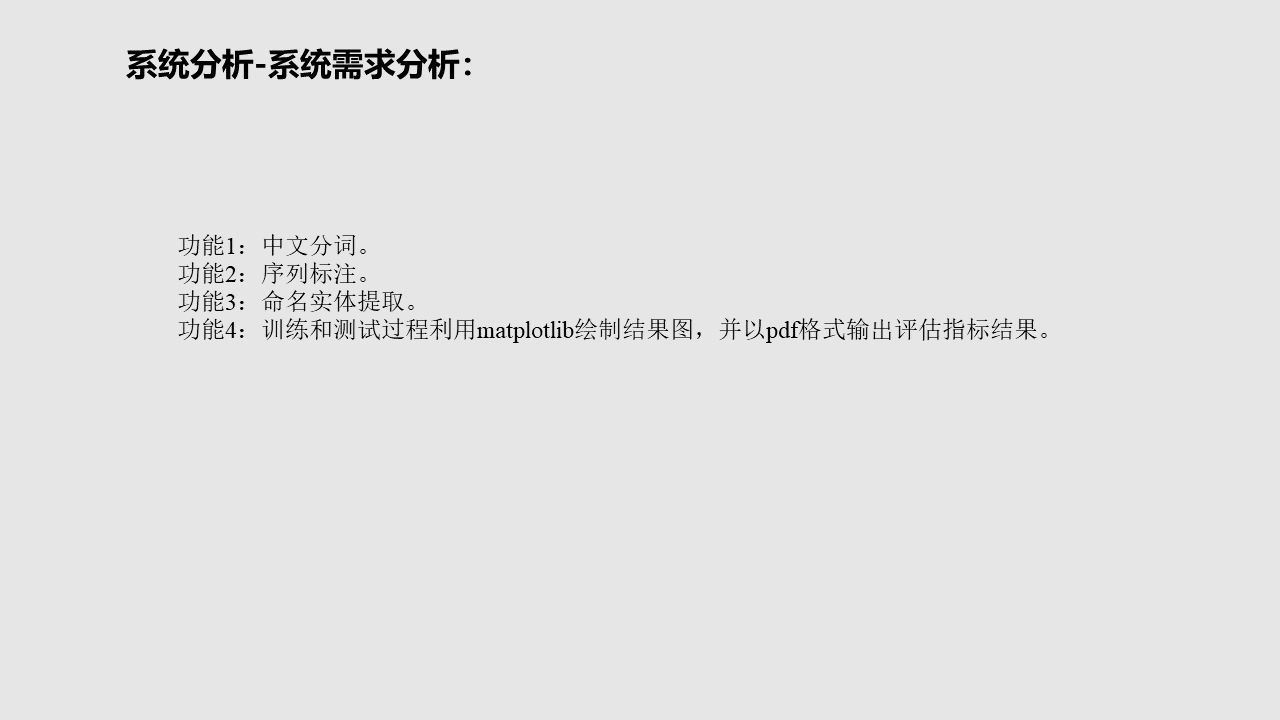 系统分析-系统需求分析：
功能1：中文分词。
功能2：序列标注。
功能3：命名实体提取。
功能4：训练和测试过程利用matplotlib绘制结果图，并以pdf格式输出评估指标结果。